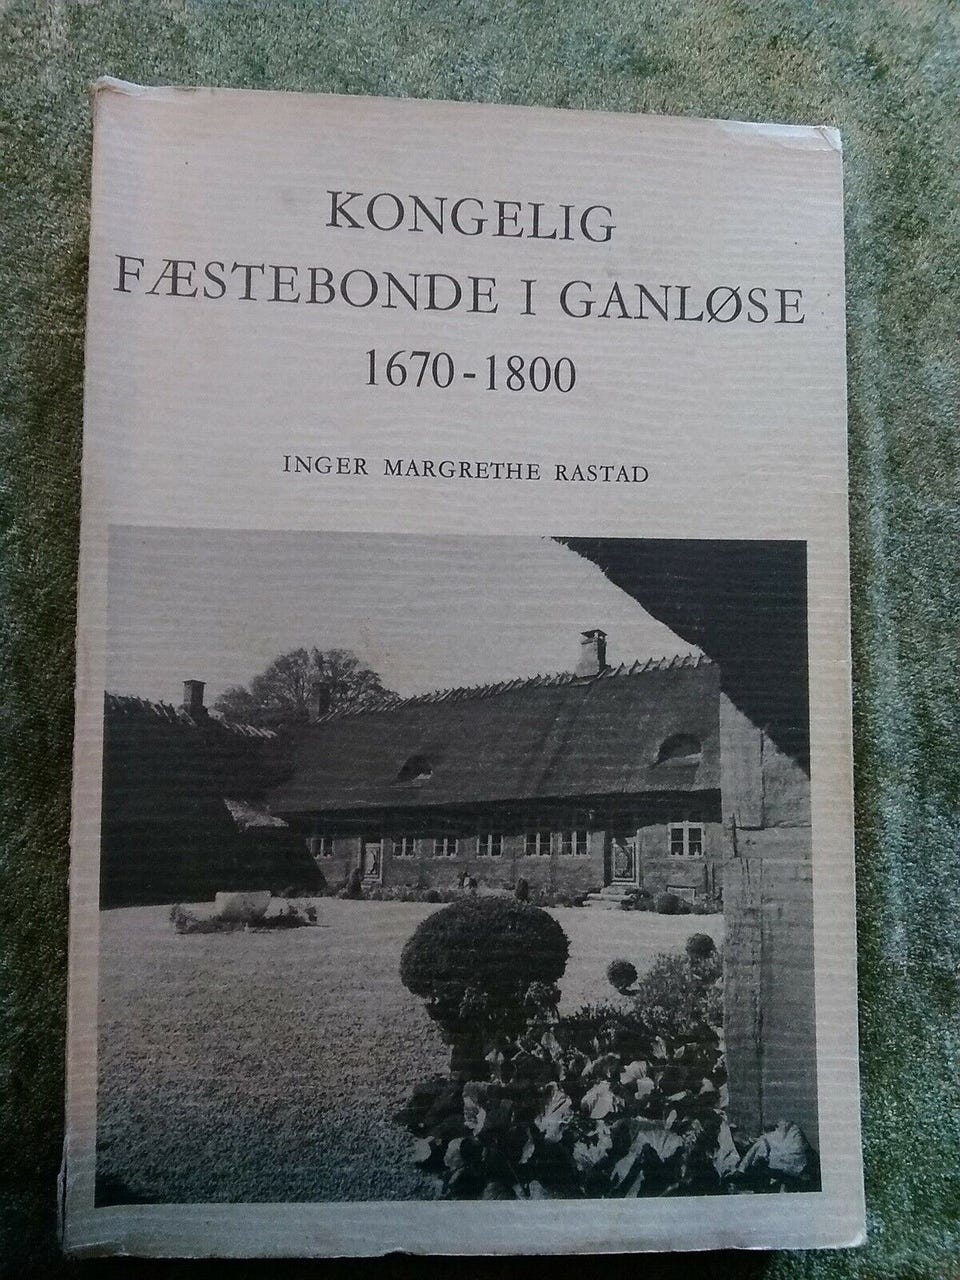 KONGELIG
FÆSTEBONDE I GANLØSE
1670-1800
INGER MARGRETHE RASTAD